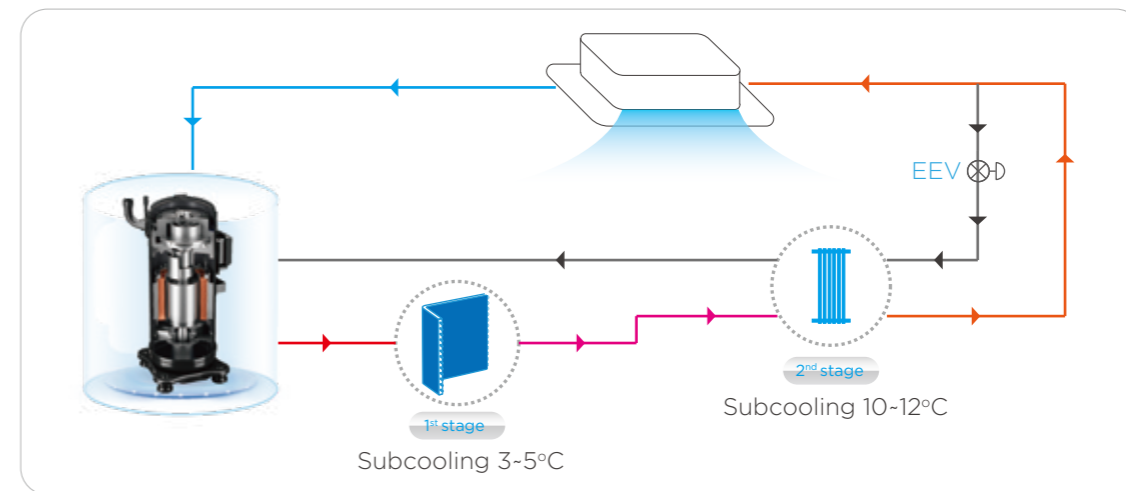 EEV
2nd stage
Subcooling 10~12°C
1st stage
Subcooling 3~5°C